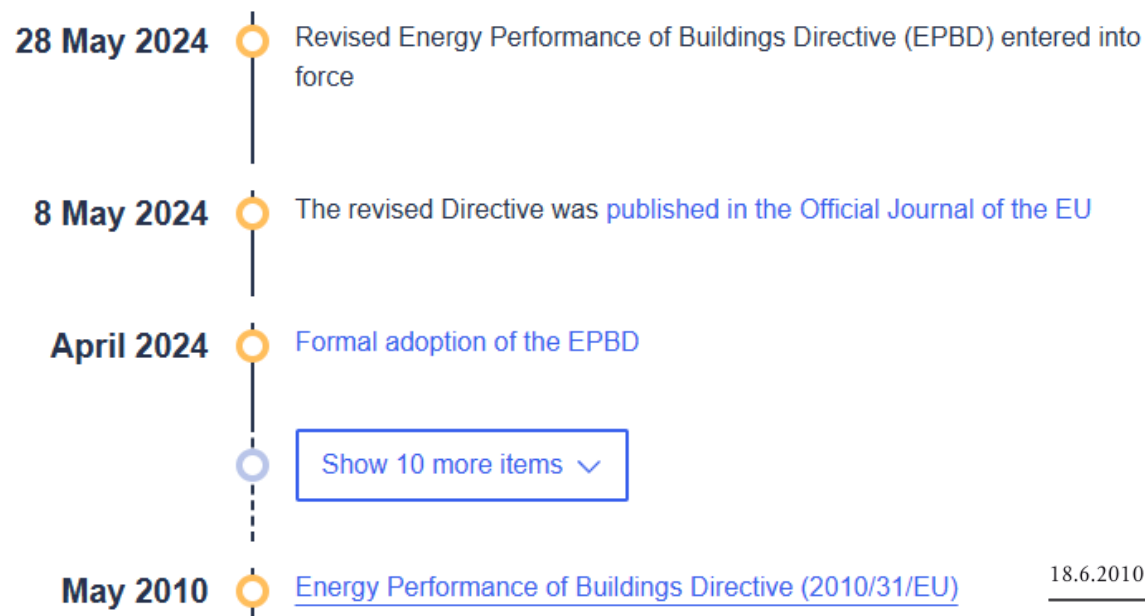 28 May 2024 Revised Energy Performance of Buildings Directive (EPBD) entered into
force
8 May 2024 The revised Directive was published in the Official Journal of the EU
April 2024 Formal adoption of the EPBD
Show 10 more items
May 2010 Energy Performance of Buildings Directive (2010/31/EU) 18.6.2010